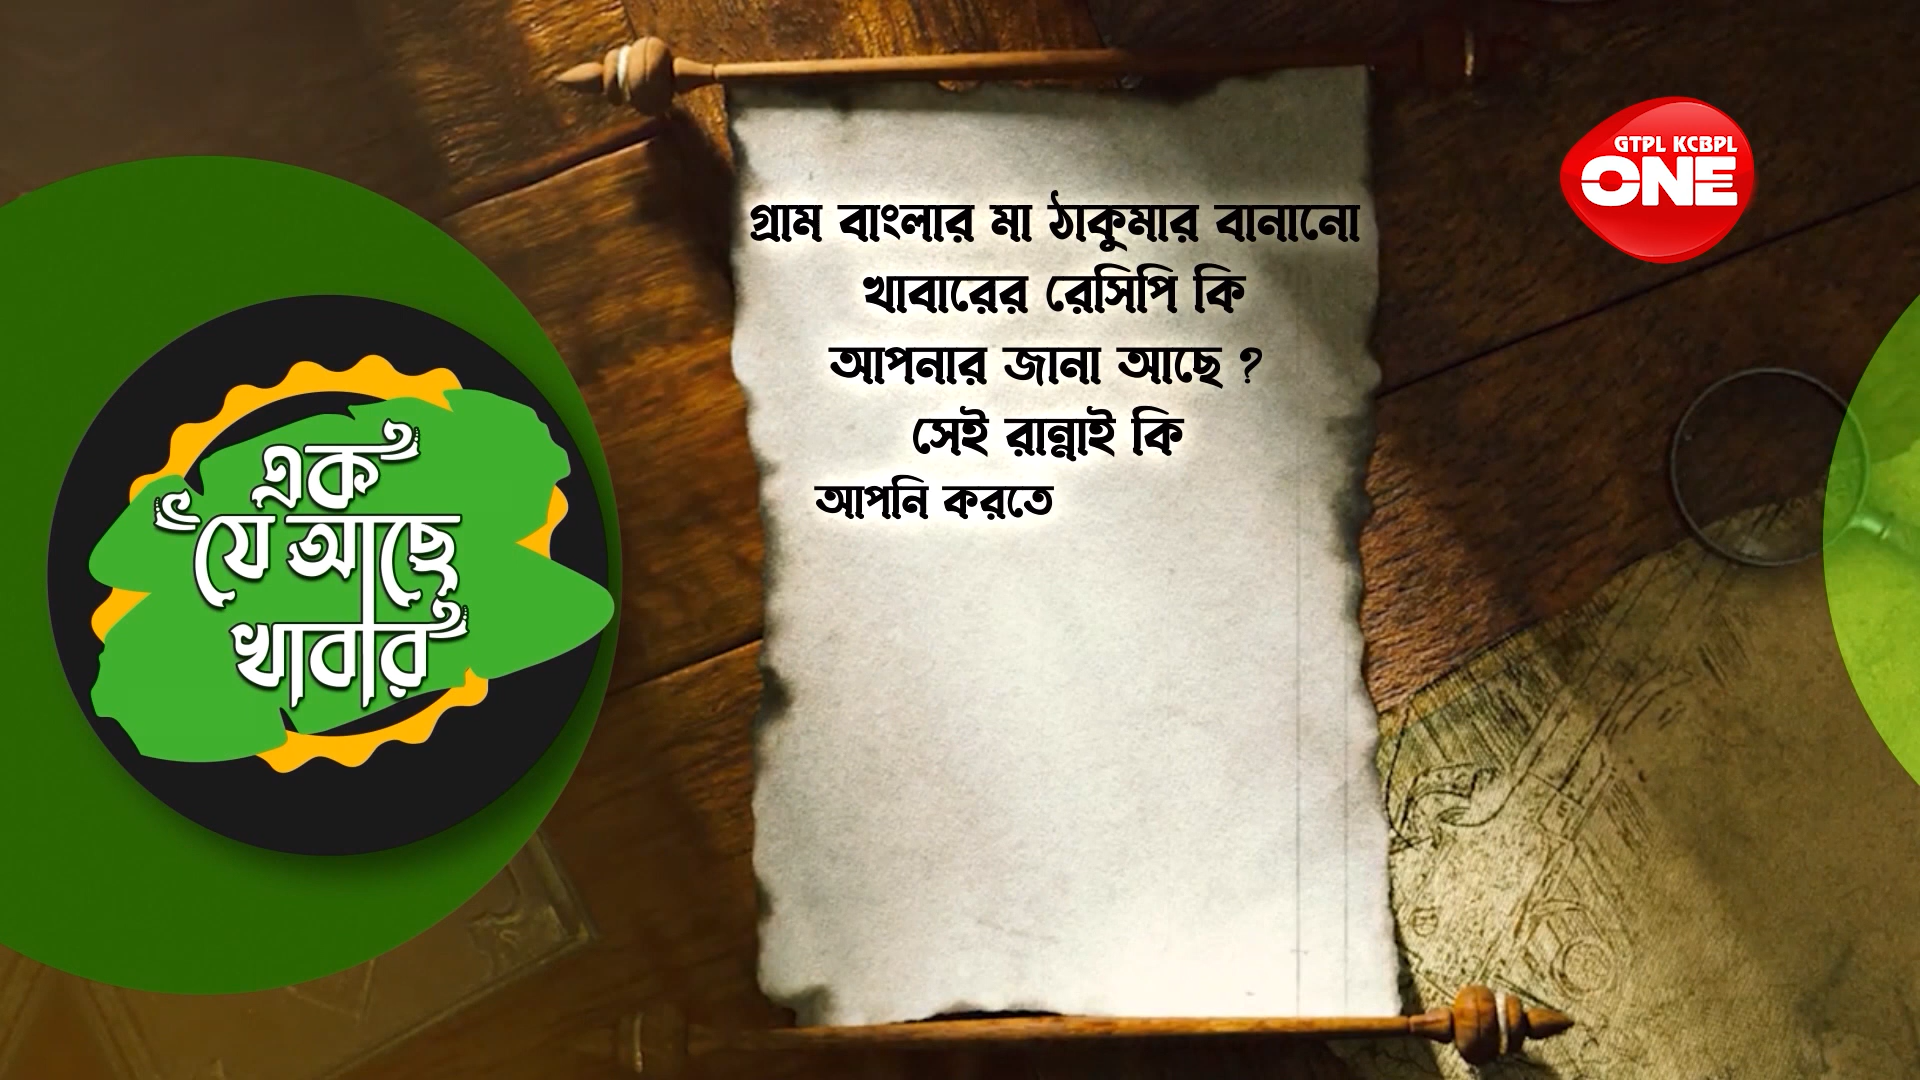 এক
যে আছে
খাবার
গ্রাম বাংলার মা ঠাকুমার বানানো
খাবারের রেসিপি কি
আপনার জানা আছে ?
সেই রান্নাই কি
আপনি করতে
GTPL KCBPL
ONE